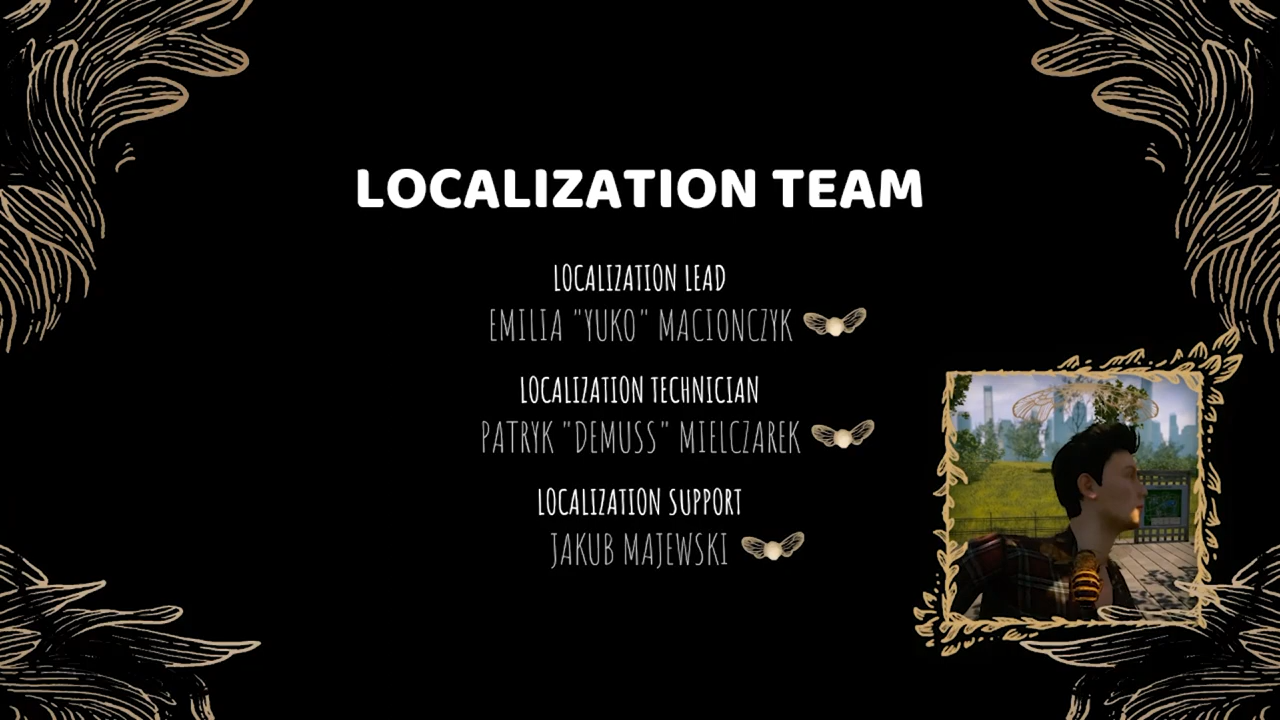 LOCALIZATION TEAM
LOCALIZATION LEAD
EMILIA "YUKO" MACIONCZYK
LOCALIZATION TECHNICIAN
PATRYK "DEMUSS" MIELCZAREK
LOCALIZATION SUPPORT
JAKUB MAJEWSKI